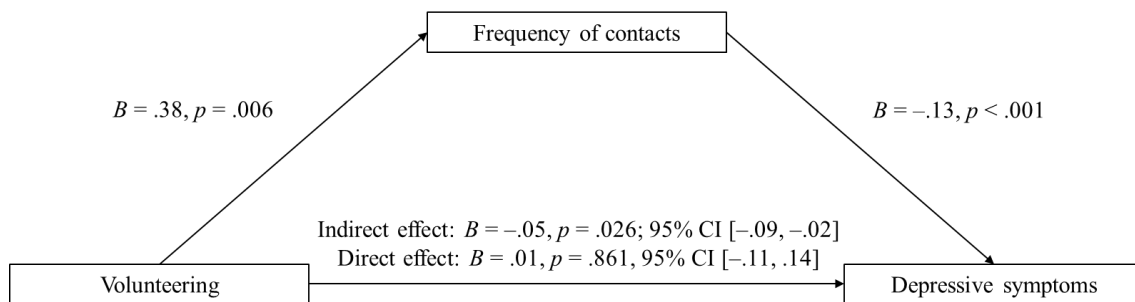 Frequency of contacts
B = .38, p = .006
B = –.13, p < .001
Indirect effect: B = –.05, p = .026; 95% CI [–.09, –.02]
Direct effect: B = .01, p = .861, 95% CI [–.11, .14]
Volunteering
Depressive symptoms